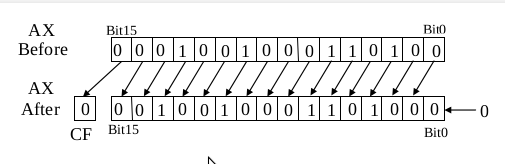 AX Bit15 Bit0
Before 0 0 0 1 0 0 1 0 0 0 1 1 0 1 0 0
AX
After 0 0 0 1 0 0 1 0 0 0 1 1 0 1 0 0 0 0
CF Bit15 Bit0